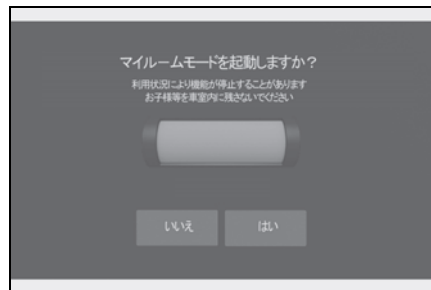 マイルームモードを起動しますか？
利用状況により機能が停止することがあります
お子様等を車室内に残さないでください
いいえ
はい